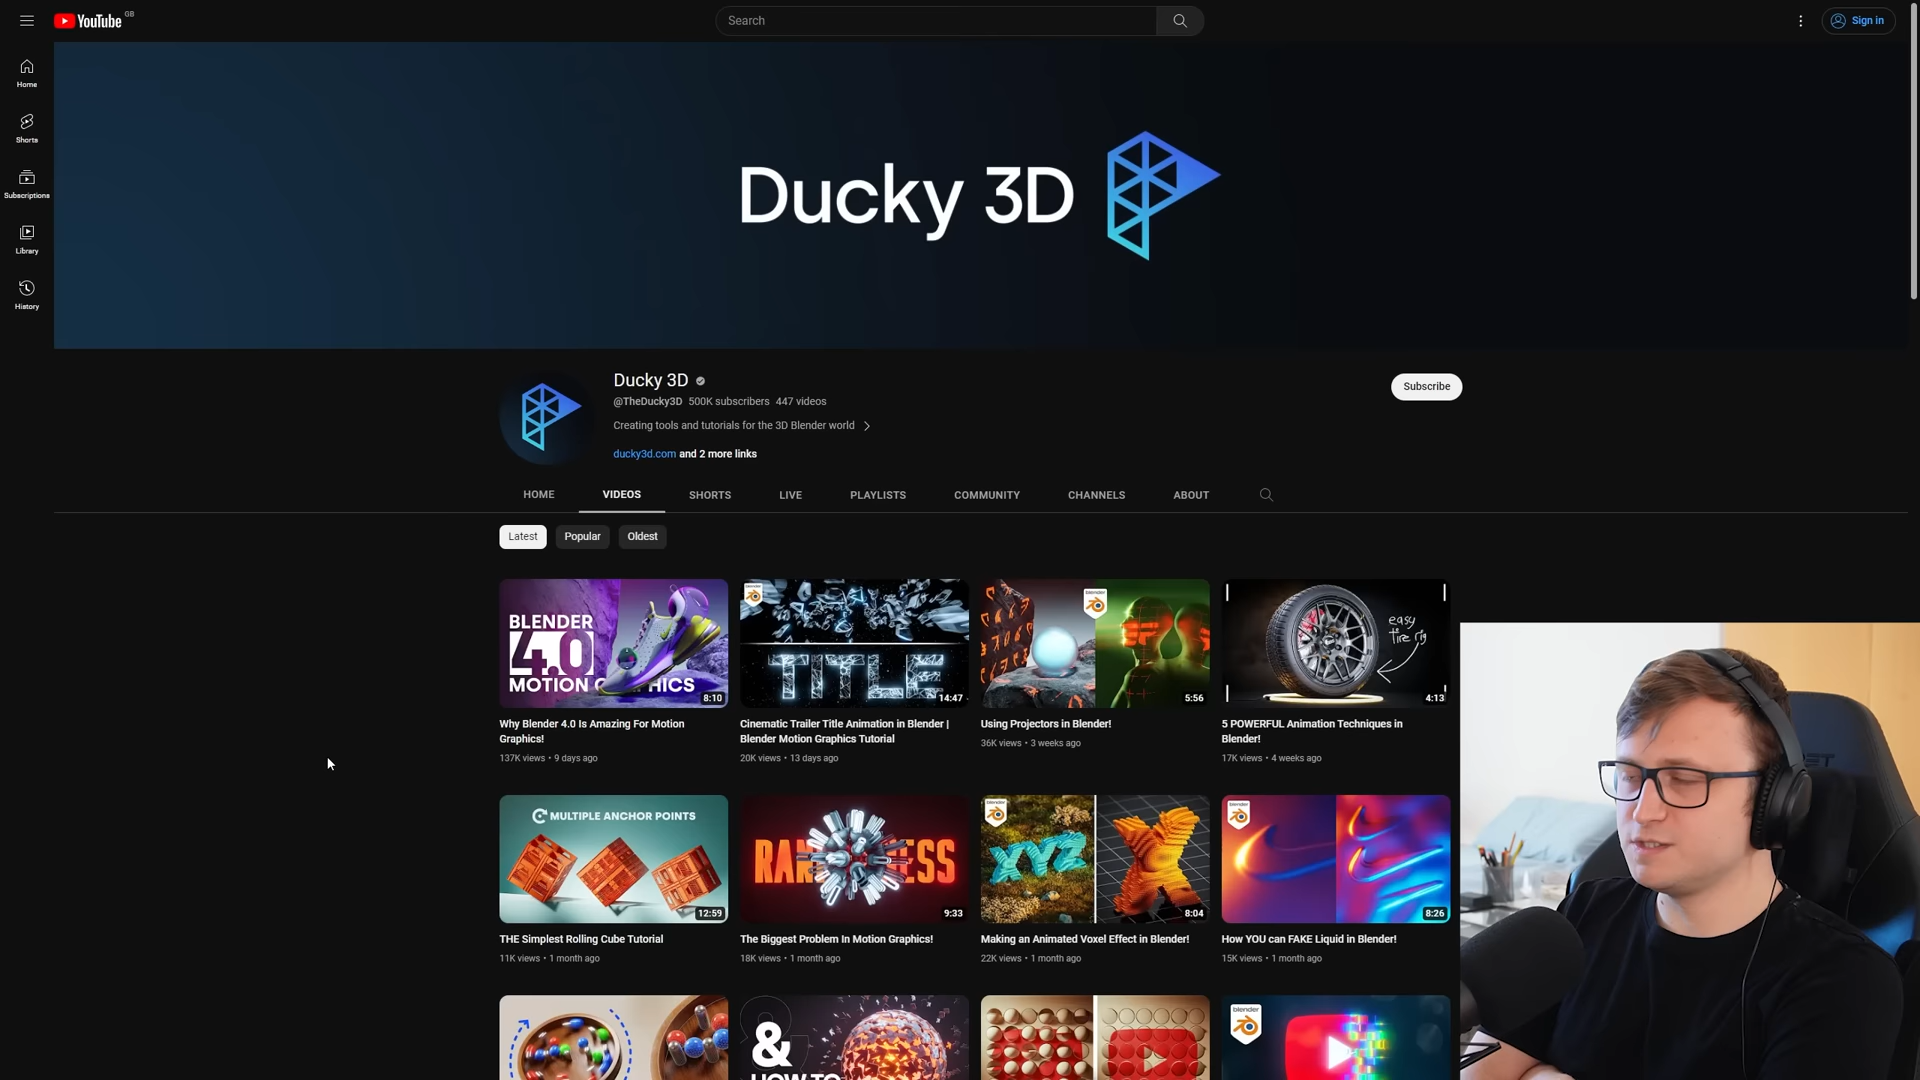 YouTube GB
Search
Sign in
Home
Shorts
Subscriptions
Library
History
Ducky 3D
Ducky 3D
@TheDucky3D 500K subscribers 447 videos
Creating tools and tutorials for the 3D Blender world
ducky3d.com and 2 more links
Subscribe
HOME VIDEOS SHORTS LIVE PLAYLISTS COMMUNITY CHANNELS ABOUT
Latest Popular Oldest
BLENDER
4.0
MOTION
8:10
Why Blender 4.0 Is Amazing For Motion
Graphics!
137K views • 9 days ago
blender
TITLE
14:47
Cinematic Trailer Title Animation in Blender |
Blender Motion Graphics Tutorial
20K views • 13 days ago
blender
5:56
Using Projectors in Blender!
36K views • 3 weeks ago
easy
tire rig
4:13
5 POWERFUL Animation Techniques in
Blender!
17K views • 4 weeks ago
MULTIPLE ANCHOR POINTS
12:59
THE Simplest Rolling Cube Tutorial
11K views • 1 month ago
9:33
The Biggest Problem In Motion Graphics!
18K views • 1 month ago
blender
XYZ X
8:04
Making an Animated Voxel Effect in Blender!
22K views • 1 month ago
blender
8:26
How YOU can FAKE Liquid in Blender!
15K views • 1 month ago
&
HOW TO
blender